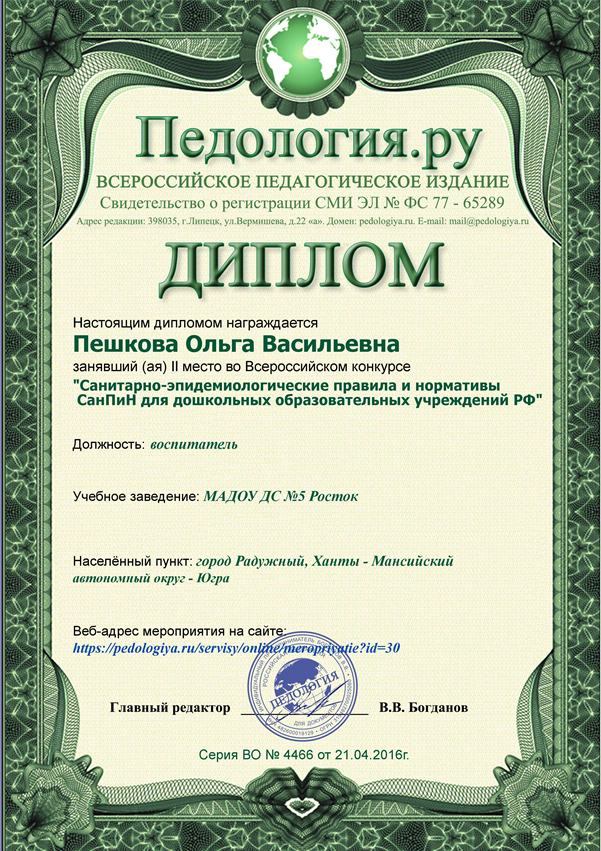 Педология.ру
ВСЕРОССИЙСКОЕ ПЕДАГОГИЧЕСКОЕ ИЗДАНИЕ
Свидетельство о регистрации СМИ ЭЛ № ФС 77 - 65289
Адрес редакции: 398035, г.Липецк, ул.Вермишева, д.22 «а». Домен: pedologiya.ru. E-mail: mail@pedologiya.ru
ДИПЛОМ
Настоящим дипломом награждается
Пешкова Ольга Васильевна
занявший (ая) II место во Всероссийском конкурсе
"Санитарно-эпидемиологические правила и нормативы
СанПиН для дошкольных образовательных учреждений РФ"
Должность: воспитатель
Учебное заведение: МАДОУ ДС №5 Росток
Населённый пункт: город Радужный, Ханты - Мансийский
автономный округ - Югра
Веб-адрес мероприятия на сайте:
https://pedologiya.ru/servisy/online/meropriyatie?id=30
ПЕДОЛОГИЯ
ДЛЯ ДОКУМЕНТОВ
Главный редактор В.В. Богданов
Серия ВО № 4466 от 21.04.2016г.